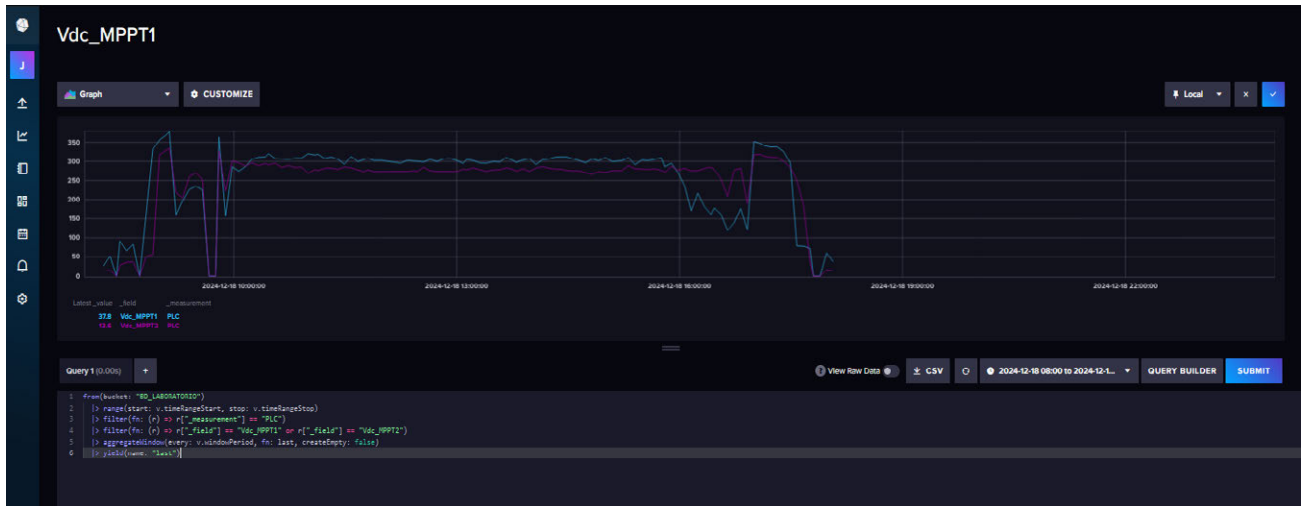 Vdc_MPPT1
J
Graph
CUSTOMIZE
Local
x
350
300
250
200
150
100
50
0
2024-12-18 10:00:00
2024-12-18 13:00:00
2024-12-18 16:00:00
2024-12-18 19:00:00
2024-12-18 22:00:00
Latest _value _field _measurement
37.8 Vdc_MPPT1 PLC
Vdc_MPPT2 PLC
Query 1 (0.00s)
+
View Raw Data
CSV
2024-12-18 08:00 to 2024-12-1...
QUERY BUILDER
SUBMIT
1 from(bucket: "BD_LABORATORIO")
2 |> range(start: v.timeRangeStart, stop: v.timeRangeStop)
3 |> filter(fn: (r) => r["_measurement"] == "PLC")
4 |> filter(fn: (r) => r["_field"] == "Vdc_MPPT1" or r["_field"] == "Vdc_MPPT2")
5 |> aggregateWindow(every: v.windowPeriod, fn: last, createEmpty: false)
6 |> yield(name: "last")